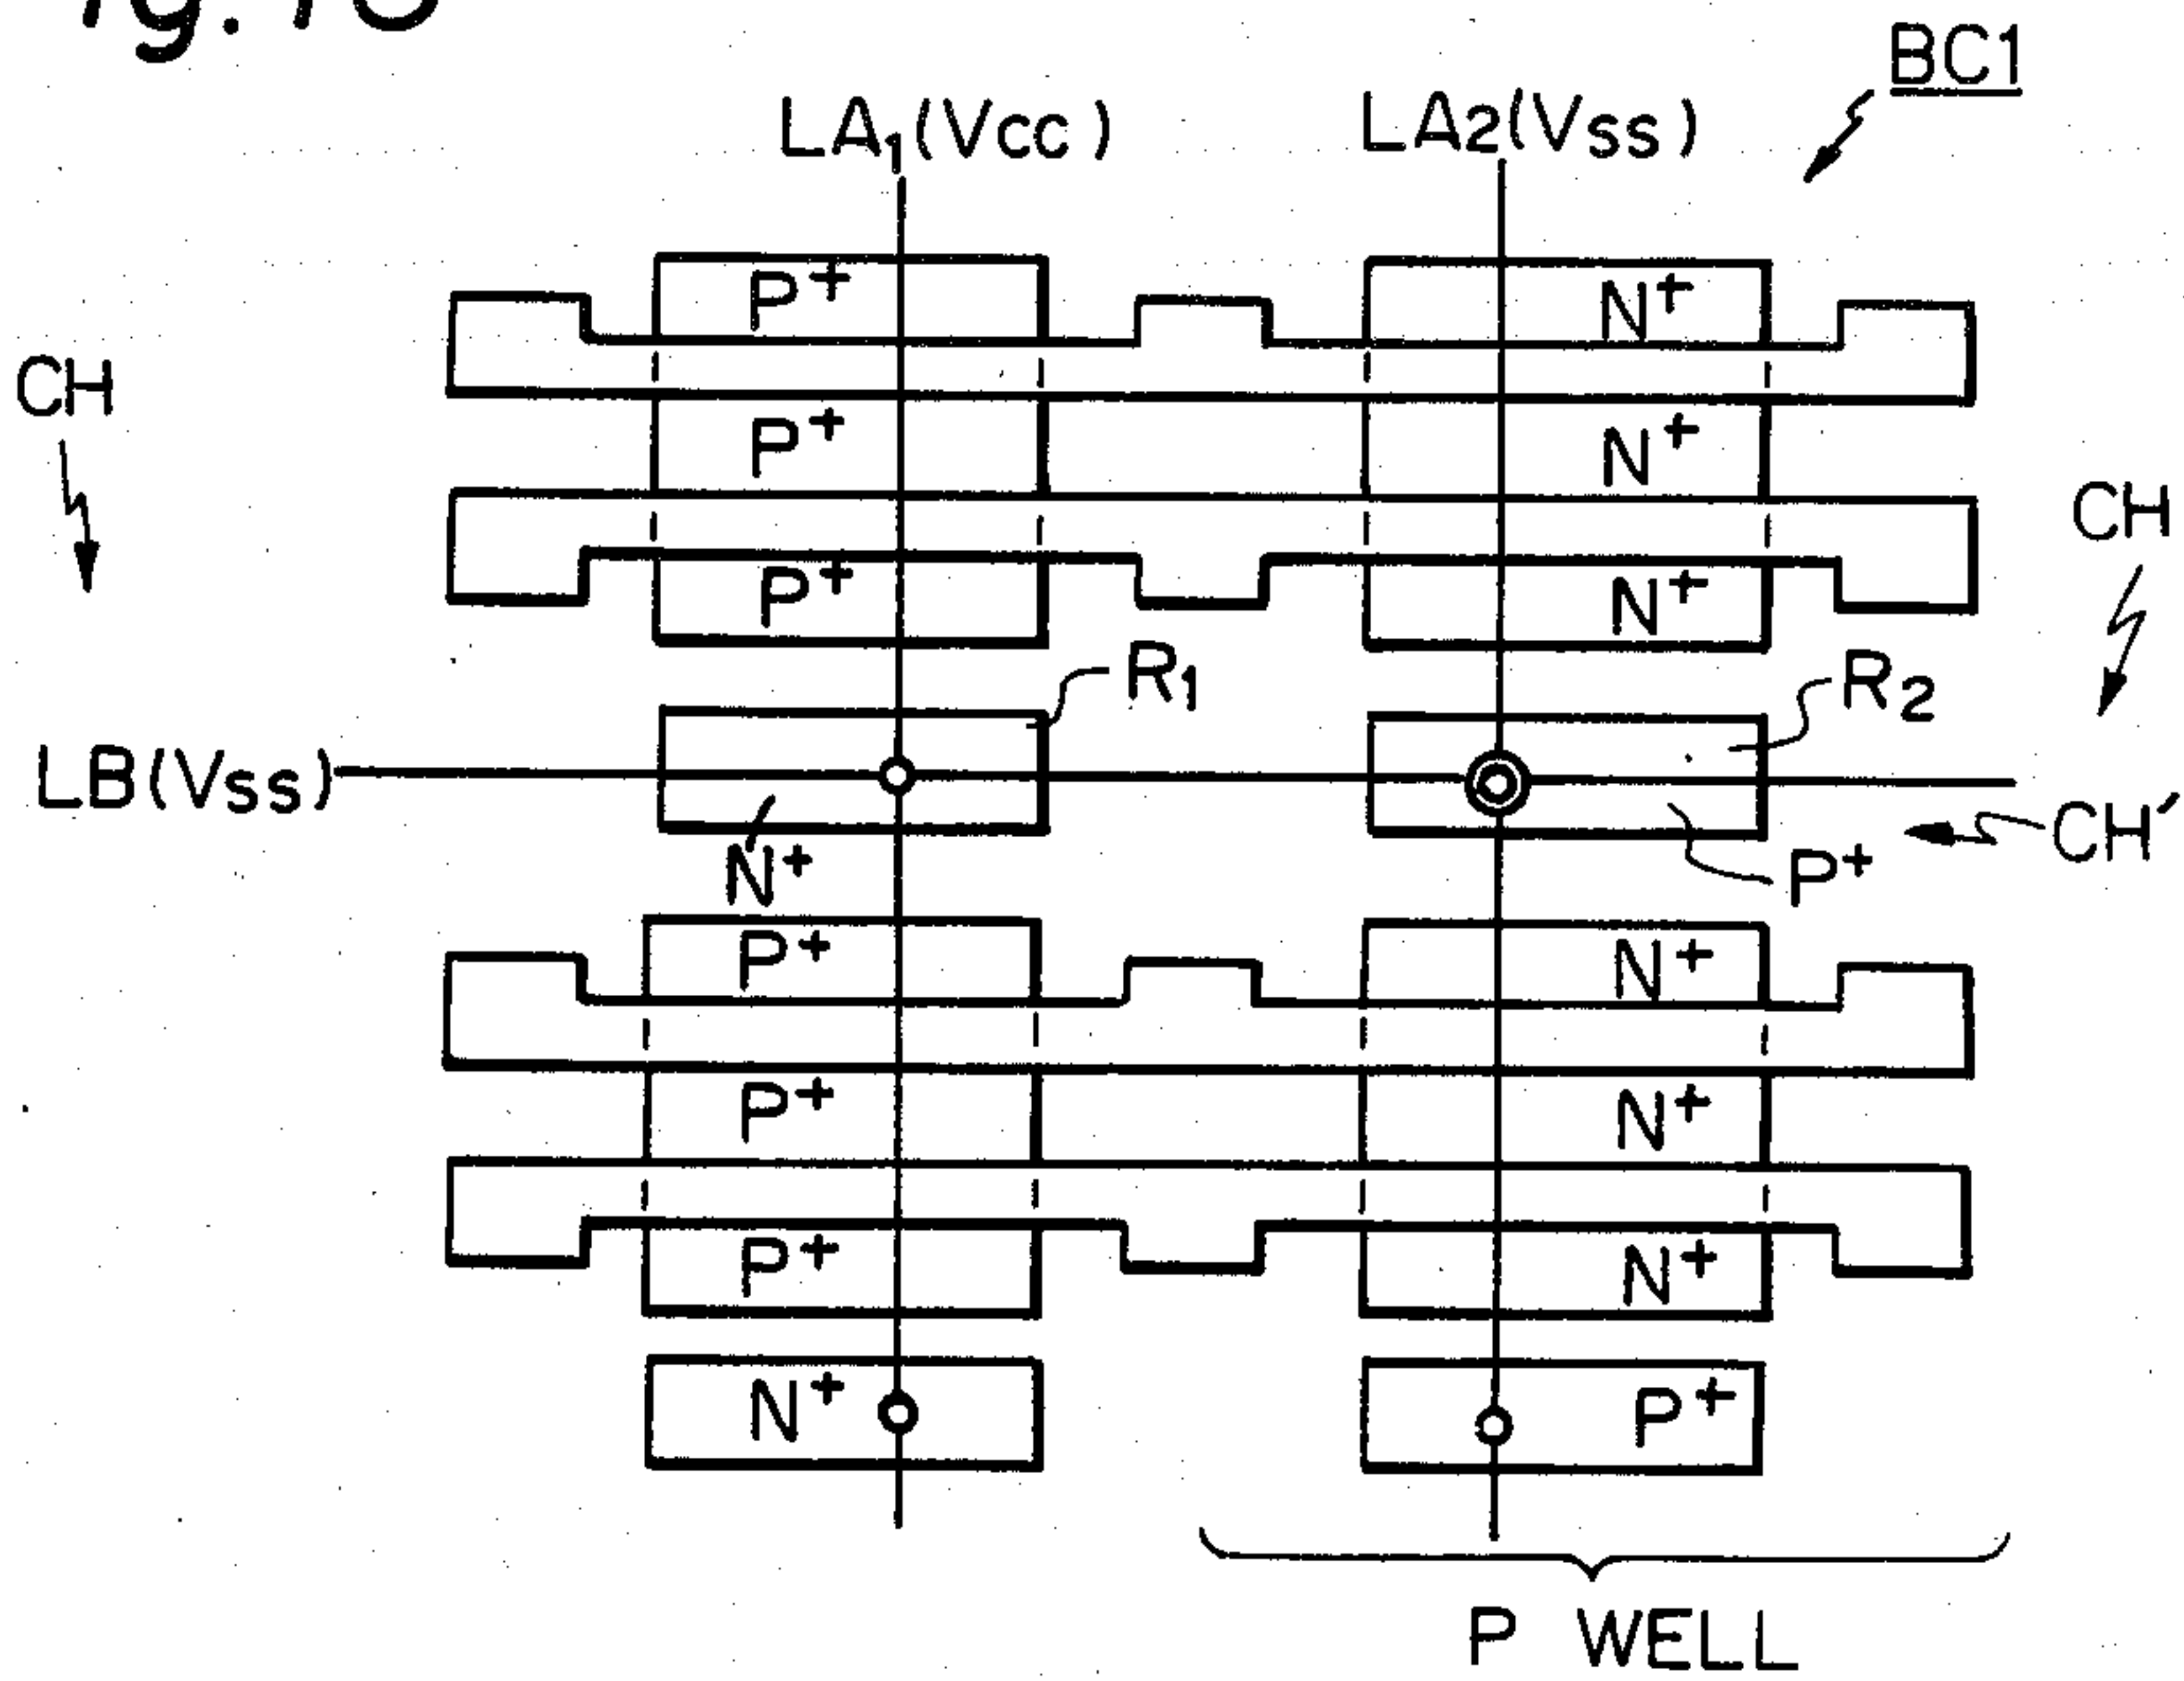 BC1
LA1(Vcc) LA2(Vss)
P+ N+
CH
P+ N+
CH
P+ N+
R1 R2
LB(Vss)
CH'
N+ P+
P+ N+
P+ N+
P+ N+
N+ P+
P WELL